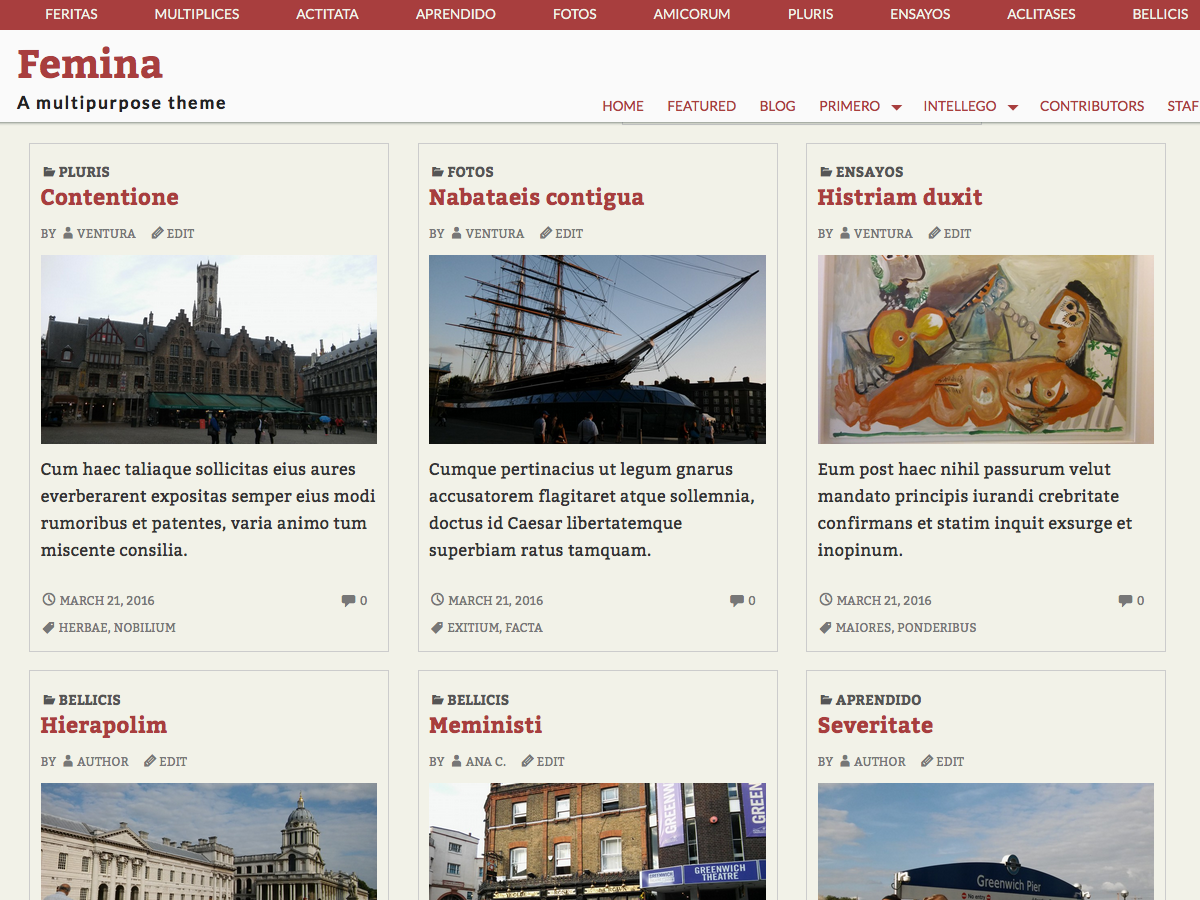 FERITAS MULTIPLICES ACTITATA APRENDIDO FOTOS AMICORUM PLURIS ENSAYOS ACLITASES BELLICIS
Femina
A multipurpose theme
HOME FEATURED BLOG PRIMERO INTELLEGO CONTRIBUTORS STAF
PLURIS
Contentione
BY VENTURA EDIT
Cum haec taliaque sollicitas eius aures
everberarent expositas semper eius modi
rumoribus et patentes, varia animo tum
miscente consilia.
MARCH 21, 2016 0
HERBAE, NOBILIUM
FOTOS
Nabataeis contigua
BY VENTURA EDIT
Cumque pertinacius ut legum gnarus
accusatorem flagitaret atque sollemnia,
doctus id Caesar libertatemque
superbiam ratus tamquam.
MARCH 21, 2016 0
EXITIUM, FACTA
ENSAYOS
Histriam duxit
BY VENTURA EDIT
Eum post haec nihil passurum velut
mandato principis iurandi crebritate
confirmans et statim inquit exsurge et
inopinum.
MARCH 21, 2016 0
MAIORES, PONDERIBUS
BELLICIS
Hierapolim
BY AUTHOR EDIT
BELLICIS
Meministi
BY ANA C. EDIT
GREENW
GREEN
GREENWICH
THEATRE
APRENDIDO
Severitate
BY AUTHOR EDIT
Greenwich Pier